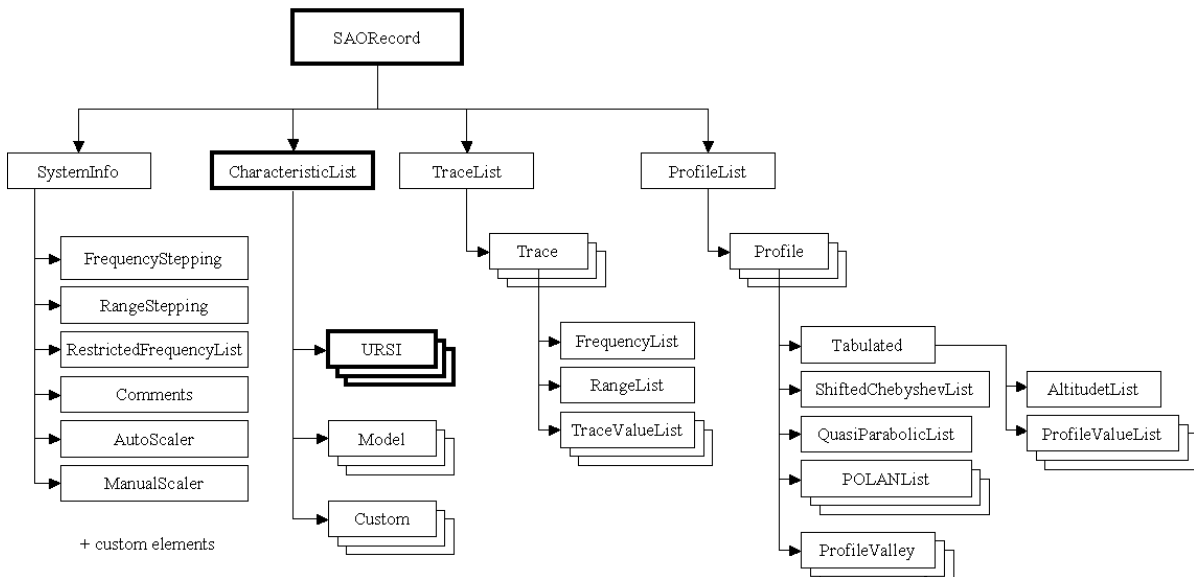 SAORecord
SystemInfo
CharacteristicList
TraceList
ProfileList
FrequencyStepping
RangeStepping
RestrictedFrequencyList
Comments
AutoScaler
ManualScaler
+ custom elements
URSI
Model
Custom
Trace
FrequencyList
RangeList
TraceValueList
Profile
Tabulated
ShiftedChebyshevList
QuasiParabolicList
POLANList
ProfileValley
AltitudetList
ProfileValueList